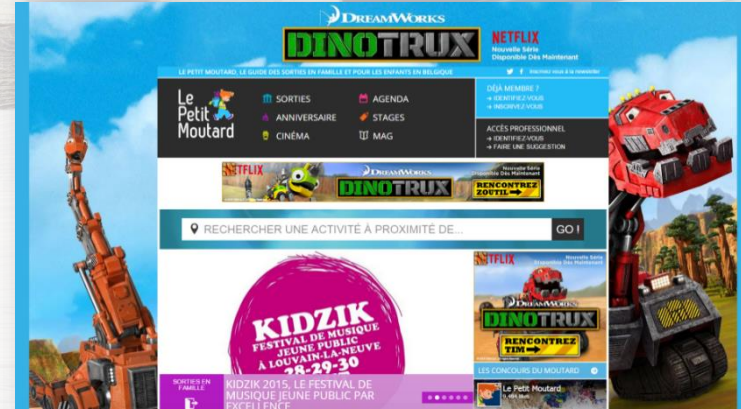 DREAMWORKS
DINOTRUX
NETFLIX
Nouvelle Série
Disponible Dès Maintenant
LE PETIT MOUTARD, LE GUIDE DES SORTIES EN FAMILLE ET POUR LES ENFANTS EN BELGIQUE
Inscrivez-vous à la newsletter
Le
Petit
Moutard
SORTIES
ANNIVERSAIRE
CINÉMA
AGENDA
STAGES
MAG
DÉJÀ MEMBRE ?
→ IDENTIFIEZ-VOUS
→ INSCRIVEZ-VOUS
ACCÈS PROFESSIONNEL
→ IDENTIFIEZ-VOUS
→ FAIRE UNE SUGGESTION
NETFLIX
DREAMWORKS
DINOTRUX
Nouvelle Série
Disponible Dès Maintenant
RENCONTREZ
ZOUTIL
RECHERCHER UNE ACTIVITÉ À PROXIMITÉ DE...
GO !
KIDZIK
FESTIVAL DE MUSIQUE
JEUNE PUBLIC
À LOUVAIN-LA-NEUVE
28-29-30
SORTIES EN
FAMILLE
KIDZIK 2015, LE FESTIVAL DE
MUSIQUE JEUNE PUBLIC PAR
EXCELLENCE
NETFLIX
Nouvelle Série
Disponible Dès Maintenant
DREAMWORKS
DINOTRUX
RENCONTREZ
TIM
LES CONCOURS DU MOUTARD
Le Petit Moutard